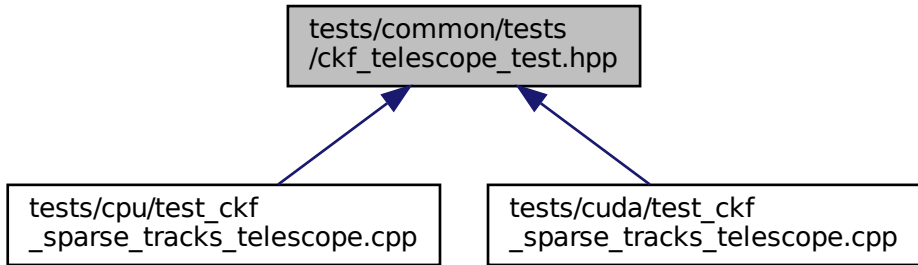 tests/common/tests
/ckf_telescope_test.hpp
tests/cpu/test_ckf
_sparse_tracks_telescope.cpp
tests/cuda/test_ckf
_sparse_tracks_telescope.cpp